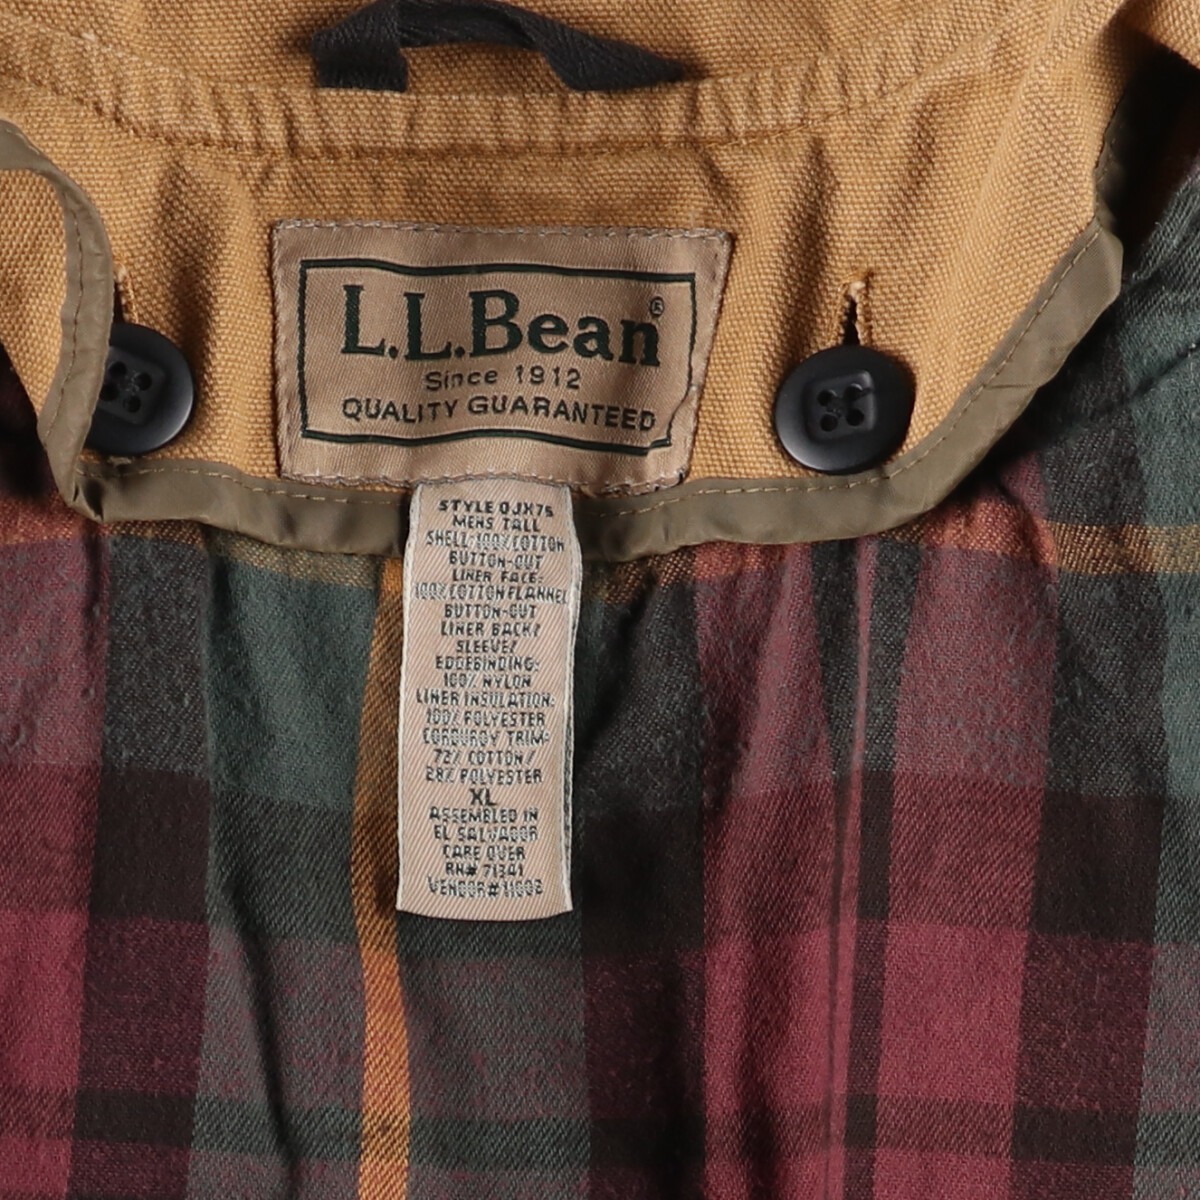 L.L.Bean®
Since 1912
QUALITY GUARANTEED
STYLE 0JX75
MENS TALL
SHELL:100% COTTON
BUTTON-OUT
LINER FACE:
100% COTTON FLANNEL
BUTTON-OUT
LINER BACK/
SLEEVE/
EDGEBINDING:
100% NYLON
LINER INSULATION:
100% POLYESTER
CORDUROY TRIM:
72% COTTON/
28% POLYESTER
XL
ASSEMBLED IN
EL SALVADOR
CARE OVER
RN# 71341
VENDOR# 11002